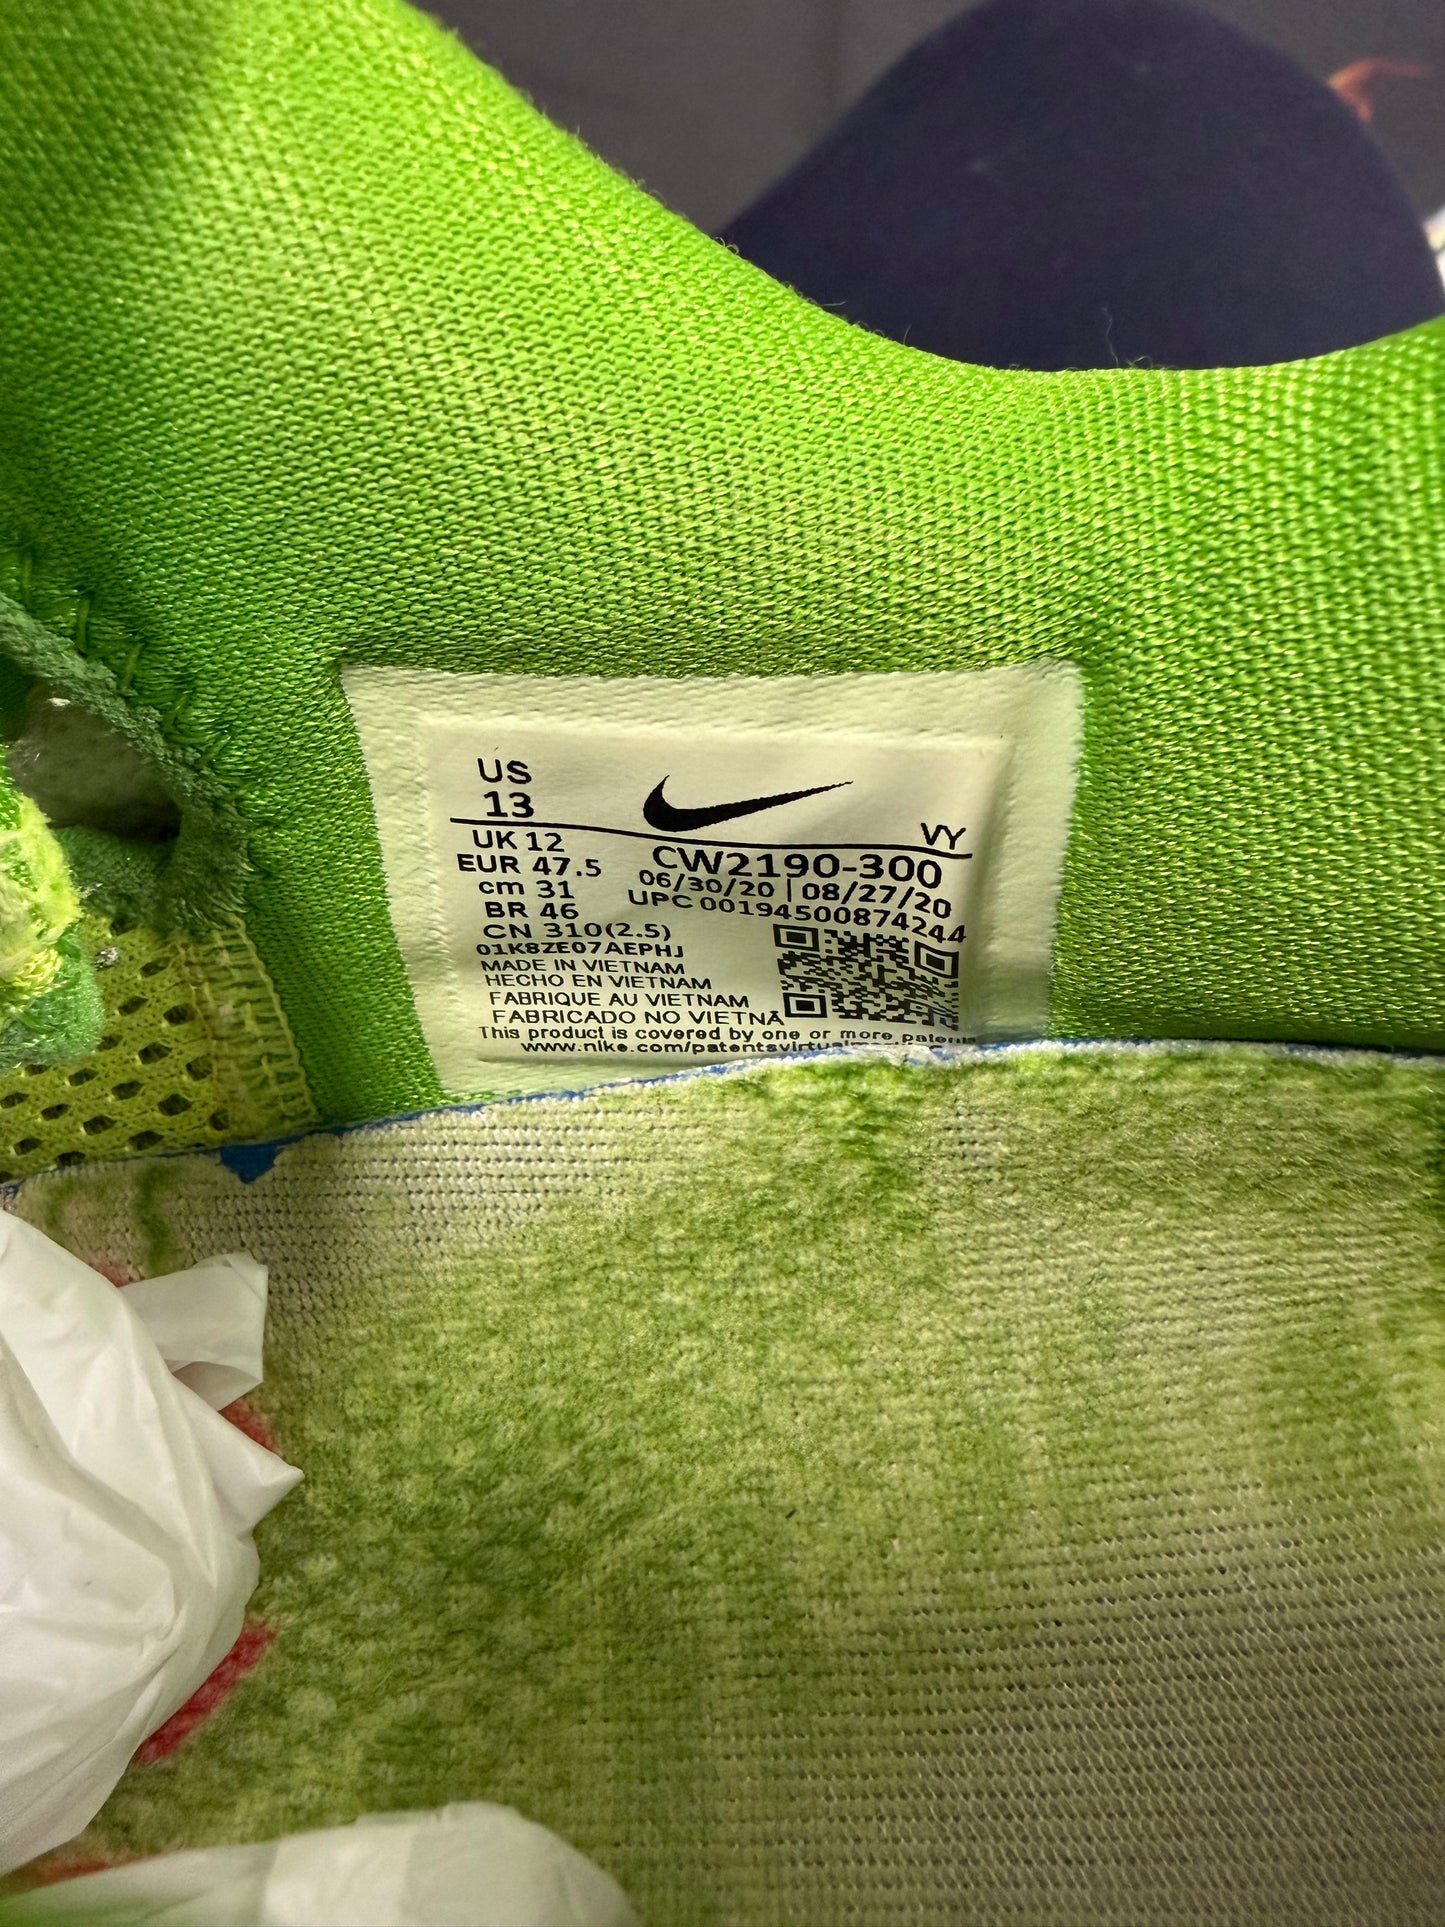 US
13
VY
UK 12
EUR 47.5
cm 31
BR 46
CN 310(2.5)
CW2190-300
06/30/20 | 08/27/20
UPC 00194500874244
01K8ZE07AEPHJ
MADE IN VIETNAM
HECHO EN VIETNAM
FABRIQUE AU VIETNAM
FABRICADO NO VIETNÃ
This product is covered by one or more patents